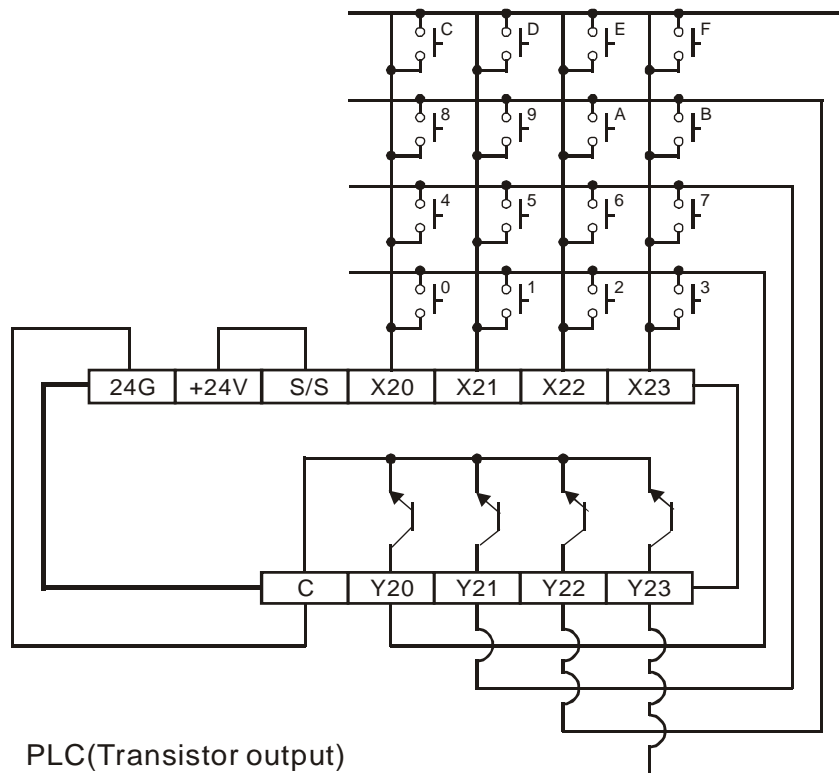 C D E F
8 9 A B
4 5 6 7
0 1 2 3
24G +24V S/S X20 X21 X22 X23
C Y20 Y21 Y22 Y23
PLC(Transistor output)